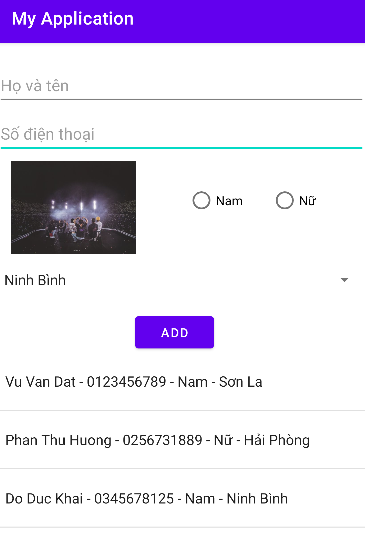 My Application
Họ và tên
Số điện thoại
Nam
Nữ
Ninh Bình
ADD
Vu Van Dat - 0123456789 - Nam - Sơn La
Phan Thu Huong - 0256731889 - Nữ - Hải Phòng
Do Duc Khai - 0345678125 - Nam - Ninh Bình